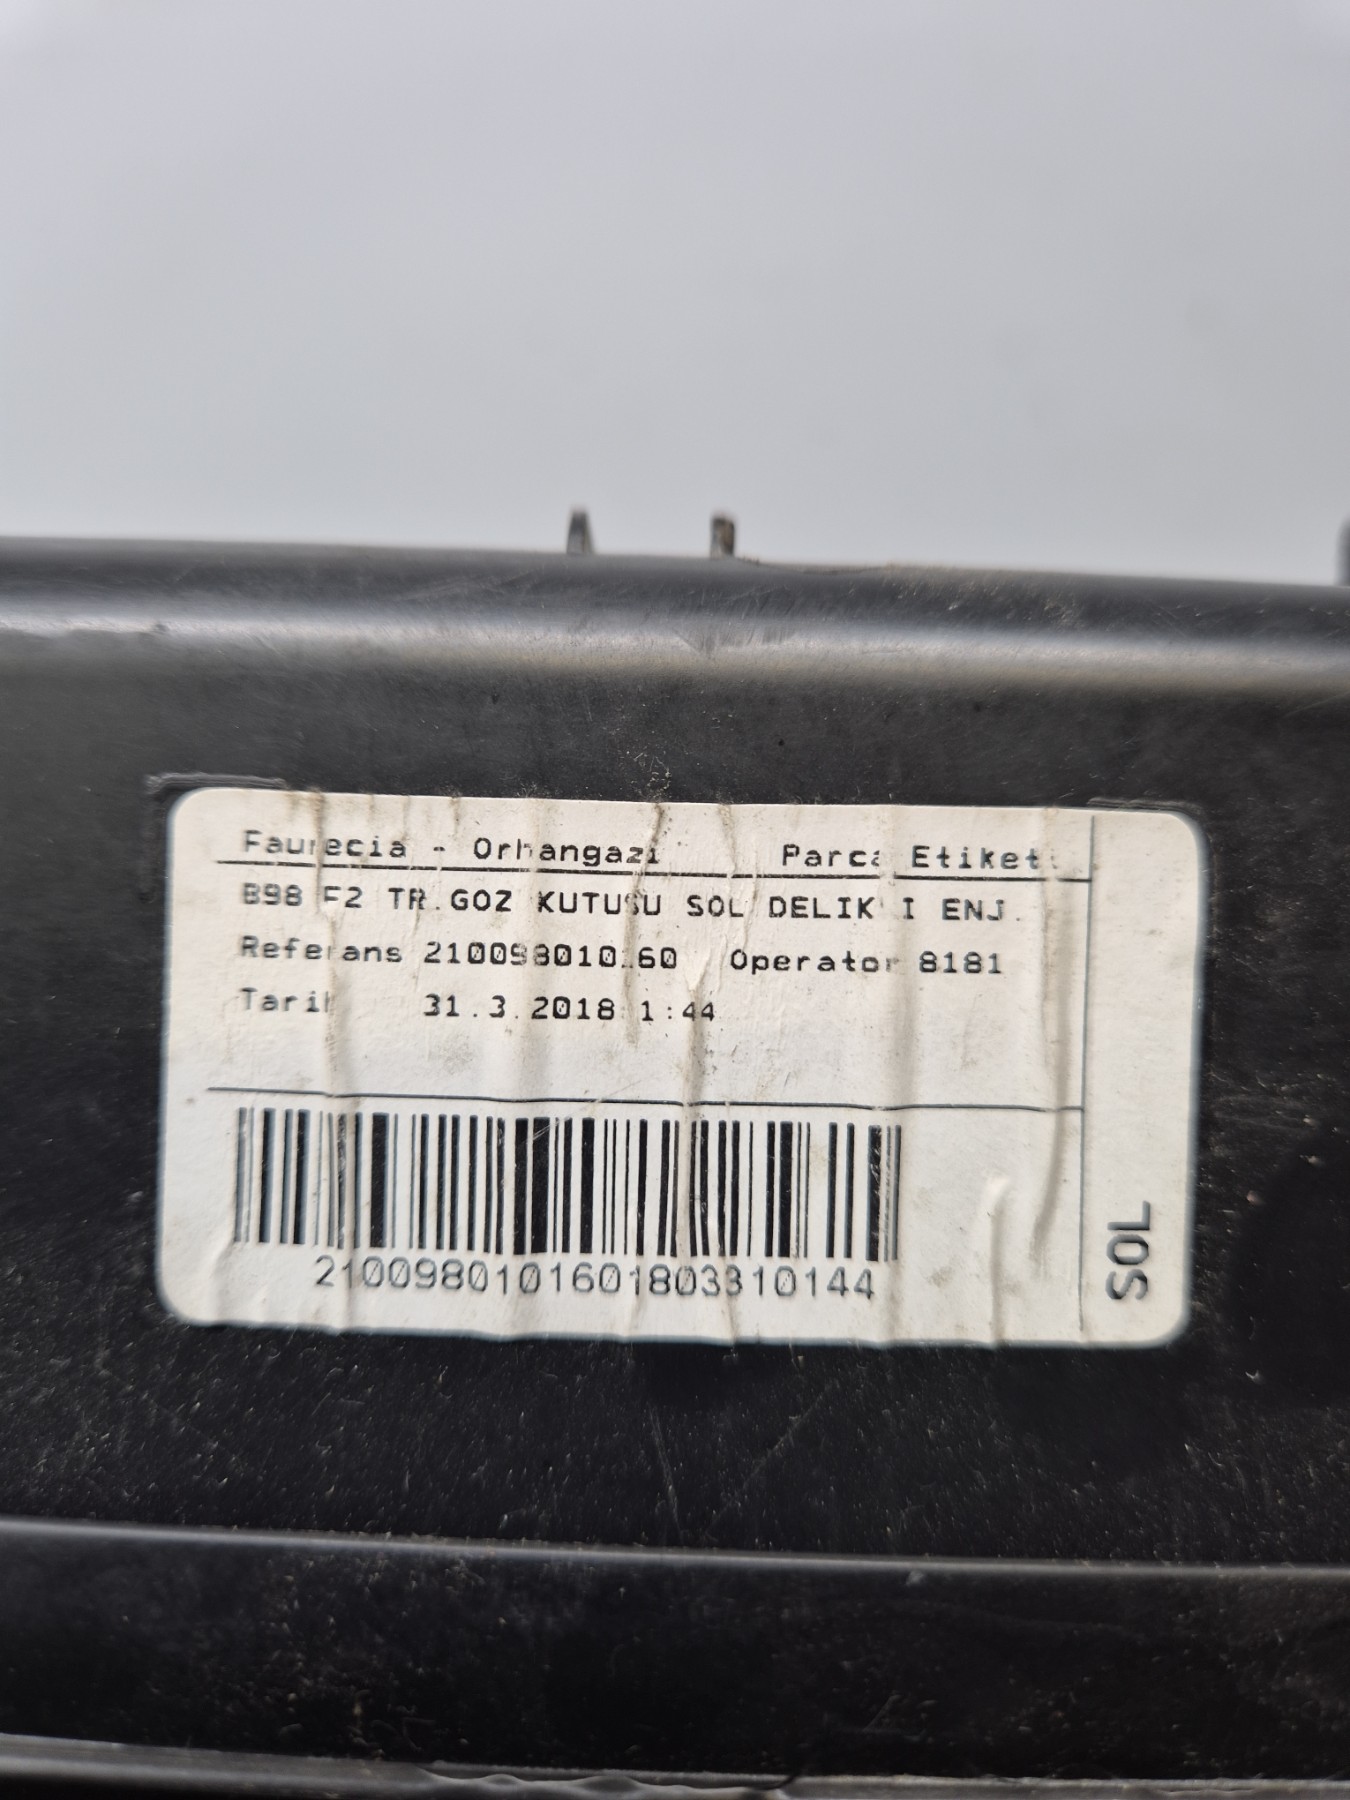 Faurecia - Orhangazi Parca Etiketi
B98 F2 TR.GOZ KUTUSU SOL DELIK I ENJ.
Referans 210098010160 Operator 8181
Tarih 31.3.2018 1:44
2100980101601803310144
SOL